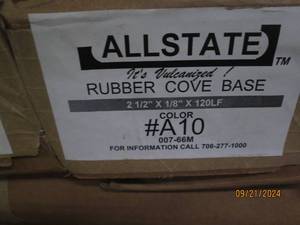 ALLSTATE TM
It's Vulcanized!
RUBBER COVE BASE
2 1/2" X 1/8" X 120LF
COLOR
#A10
007-66M
FOR INFORMATION CALL 706-277-1000
09/21/2024